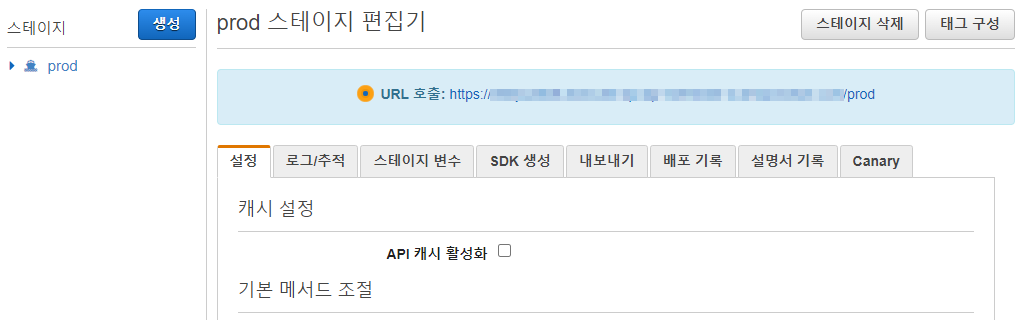 스테이지
생성
prod
prod 스테이지 편집기
스테이지 삭제
태그 구성
URL 호출: https:// /prod
설정
로그/추적
스테이지 변수
SDK 생성
내보내기
배포 기록
설명서 기록
Canary
캐시 설정
API 캐시 활성화
기본 메서드 조절